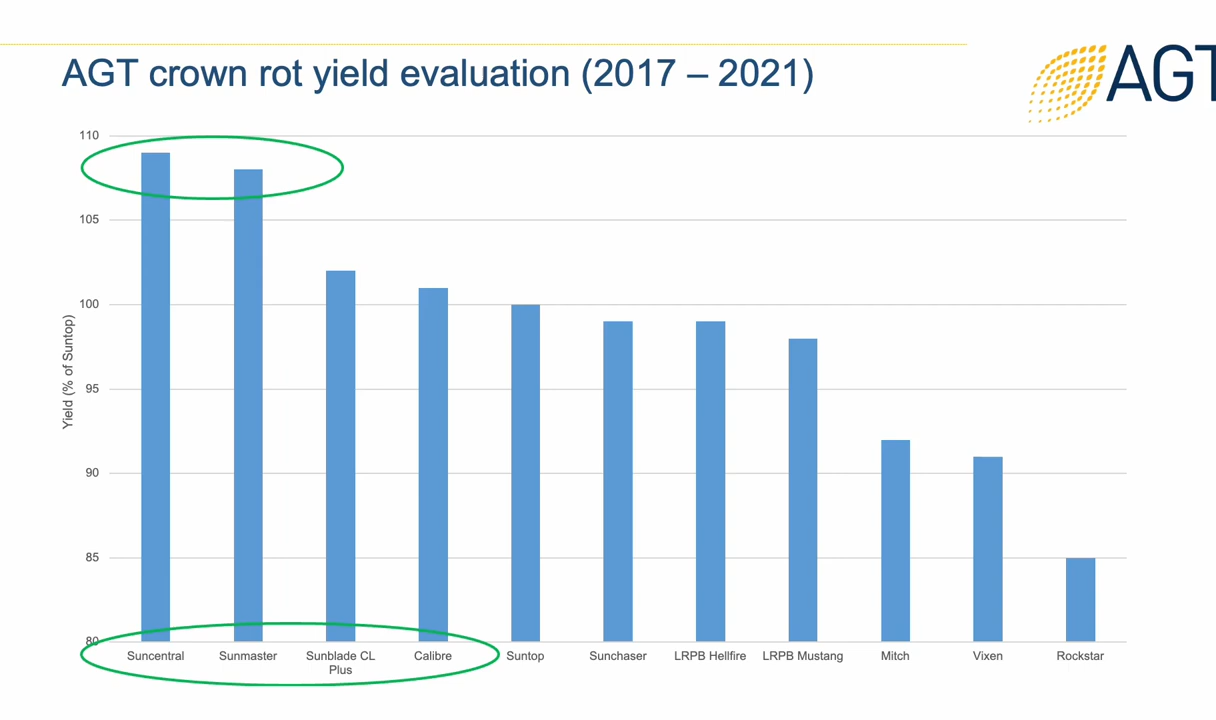 AGT crown rot yield evaluation (2017 – 2021)
AGT
110
105
100
95
90
85
80
Yield (% of Suntop)
Suncentral
Sunmaster
Sunblade CL
Plus
Calibre
Suntop
Sunchaser
LRPB Hellfire
LRPB Mustang
Mitch
Vixen
Rockstar